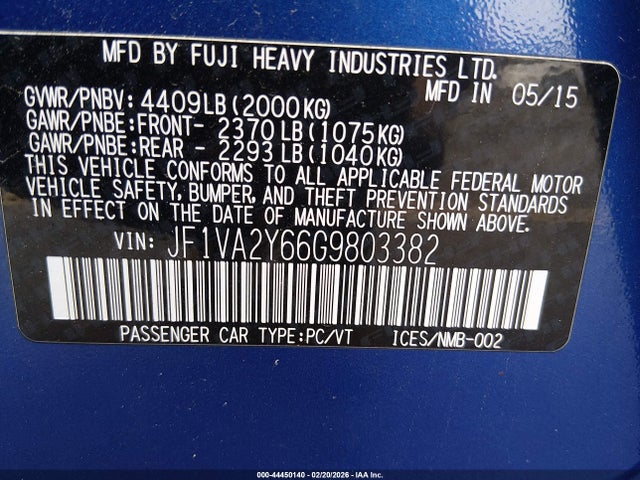 MFD BY FUJI HEAVY INDUSTRIES LTD.
MFD IN 05/15
GVWR/PNBV: 4409LB (2000KG)
GAWR/PNBE:FRONT- 2370 LB (1075KG)
GAWR/PNBE:REAR - 2293 LB (1040KG)
THIS VEHICLE CONFORMS TO ALL APPLICABLE FEDERAL MOTOR
VEHICLE SAFETY, BUMPER, AND THEFT PREVENTION STANDARDS
IN EFFECT ON THE DATE OF MANUFACTURE SHOWN ABOVE.
VIN: JF1VA2Y66G9803382
PASSENGER CAR TYPE:PC/VT ICES/NMB-002
000-44450140 - 02/20/2026 - IAA Inc.